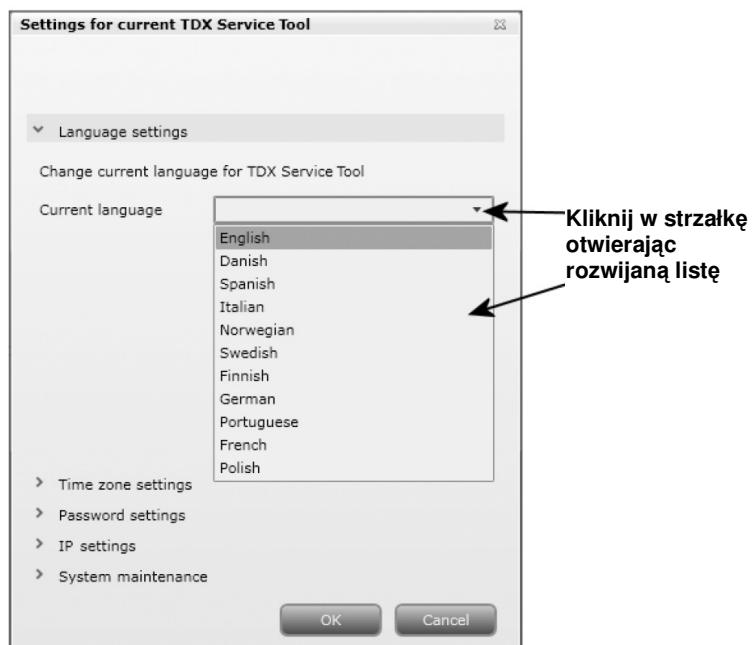 Settings for current TDX Service Tool
Language settings
Change current language for TDX Service Tool
Current language
English
Danish
Spanish
Italian
Norwegian
Swedish
Finnish
German
Portuguese
French
Polish
Time zone settings
Password settings
IP settings
System maintenance
OK Cancel
Kliknij w strzałkę
otwierając
rozwijaną listę